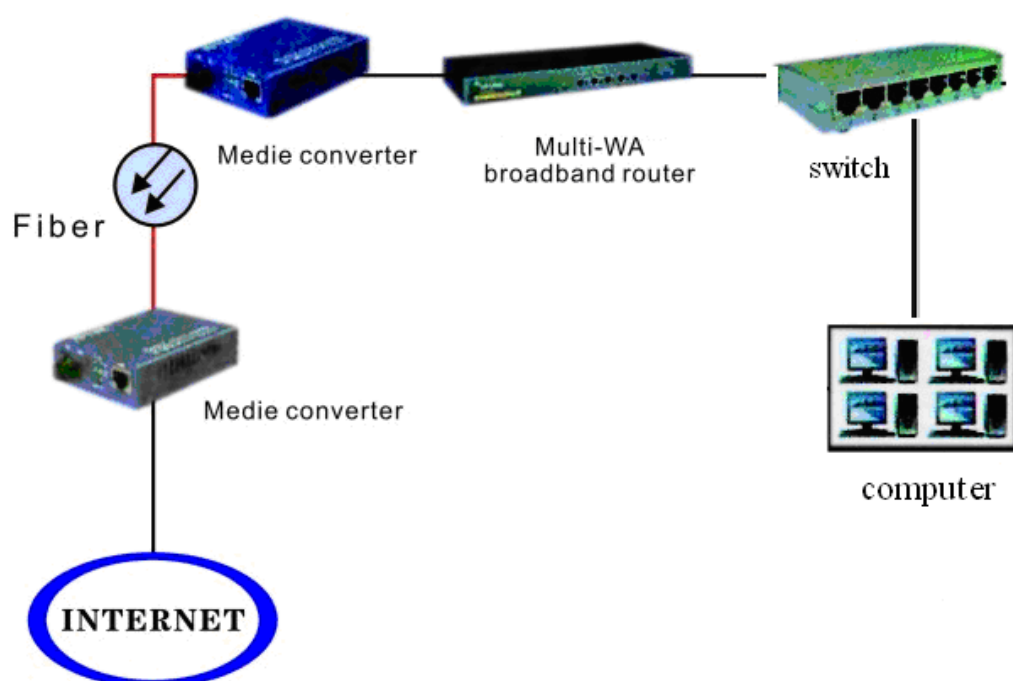 Medie converter
Multi-WA
broadband router
switch
Fiber
Medie converter
computer
INTERNET